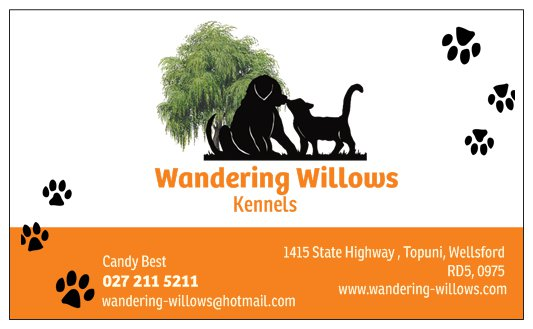 Wandering Willows
Kennels
Candy Best
027 211 5211
wandering-willows@hotmail.com
1415 State Highway , Topuni, Wellsford
RD5, 0975
www.wandering-willows.com